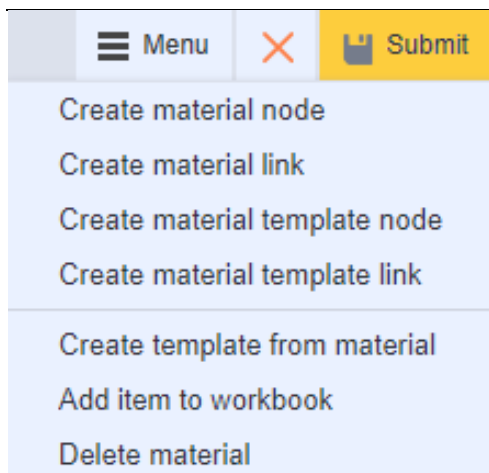 Menu Submit
Create material node
Create material link
Create material template node
Create material template link
Create template from material
Add item to workbook
Delete material